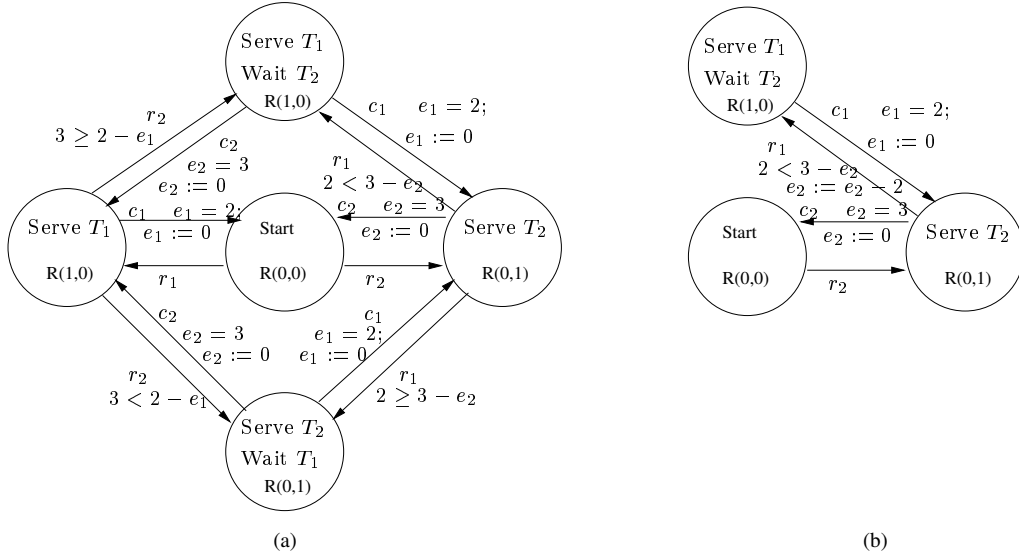 Serve T₁
Wait T₂
R(1,0)
r₂
3 ≥ 2 − e₁
c₂
e₂ = 3
e₂ := 0
c₁ e₁ = 2;
e₁ := 0
r₁
2 < 3 − e₂
Serve T₁
R(1,0)
c₁ e₁ = 2;
e₁ := 0
r₁
Start
R(0,0)
c₂ e₂ = 3
e₂ := 0
r₂
Serve T₂
R(0,1)
c₂
e₂ = 3
e₂ := 0
c₁
e₁ = 2;
e₁ := 0
r₂
3 < 2 − e₁
r₁
2 ≥ 3 − e₂
Serve T₂
Wait T₁
R(0,1)
(a)
Serve T₁
Wait T₂
R(1,0)
c₁ e₁ = 2;
e₁ := 0
r₁
2 < 3 − e₂
e₂ := e₂ − 2
c₂ e₂ = 3
e₂ := 0
Start
R(0,0)
r₂
Serve T₂
R(0,1)
(b)